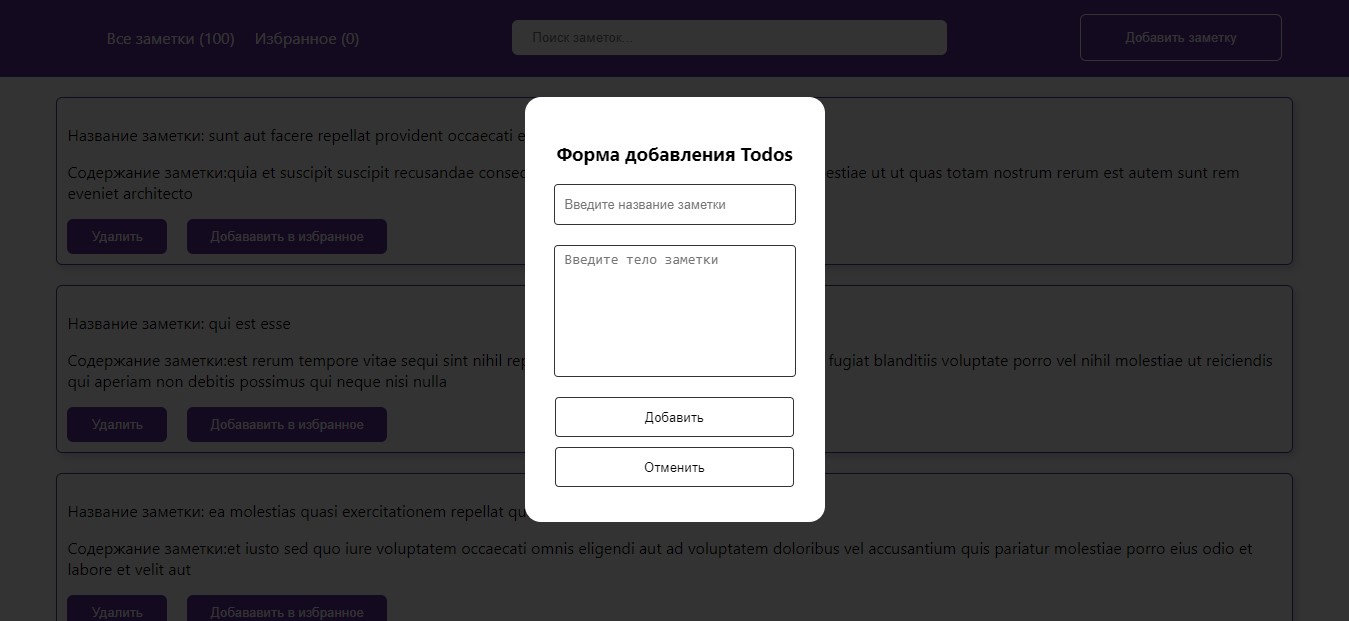 Все заметки (100) Избранное (0) Поиск заметок... Добавить заметку
Название заметки: sunt aut facere repellat provident occaecati e
Содержание заметки:quia et suscipit suscipit recusandae consec
estiae ut ut quas totam nostrum rerum est autem sunt rem
eveniet architecto
Удалить Добававить в избранное
Название заметки: qui est esse
Содержание заметки:est rerum tempore vitae sequi sint nihil rep
fugiat blanditiis voluptate porro vel nihil molestiae ut reiciendis
qui aperiam non debitis possimus qui neque nisi nulla
Удалить Добававить в избранное
Название заметки: ea molestias quasi exercitationem repellat qu
Содержание заметки:et iusto sed quo iure voluptatem occaecati omnis eligendi aut ad voluptatem doloribus vel accusantium quis pariatur molestiae porro eius odio et
labore et velit aut
Удалить Добававить в избранное
Форма добавления Todos
Введите название заметки
Введите тело заметки
Добавить
Отменить